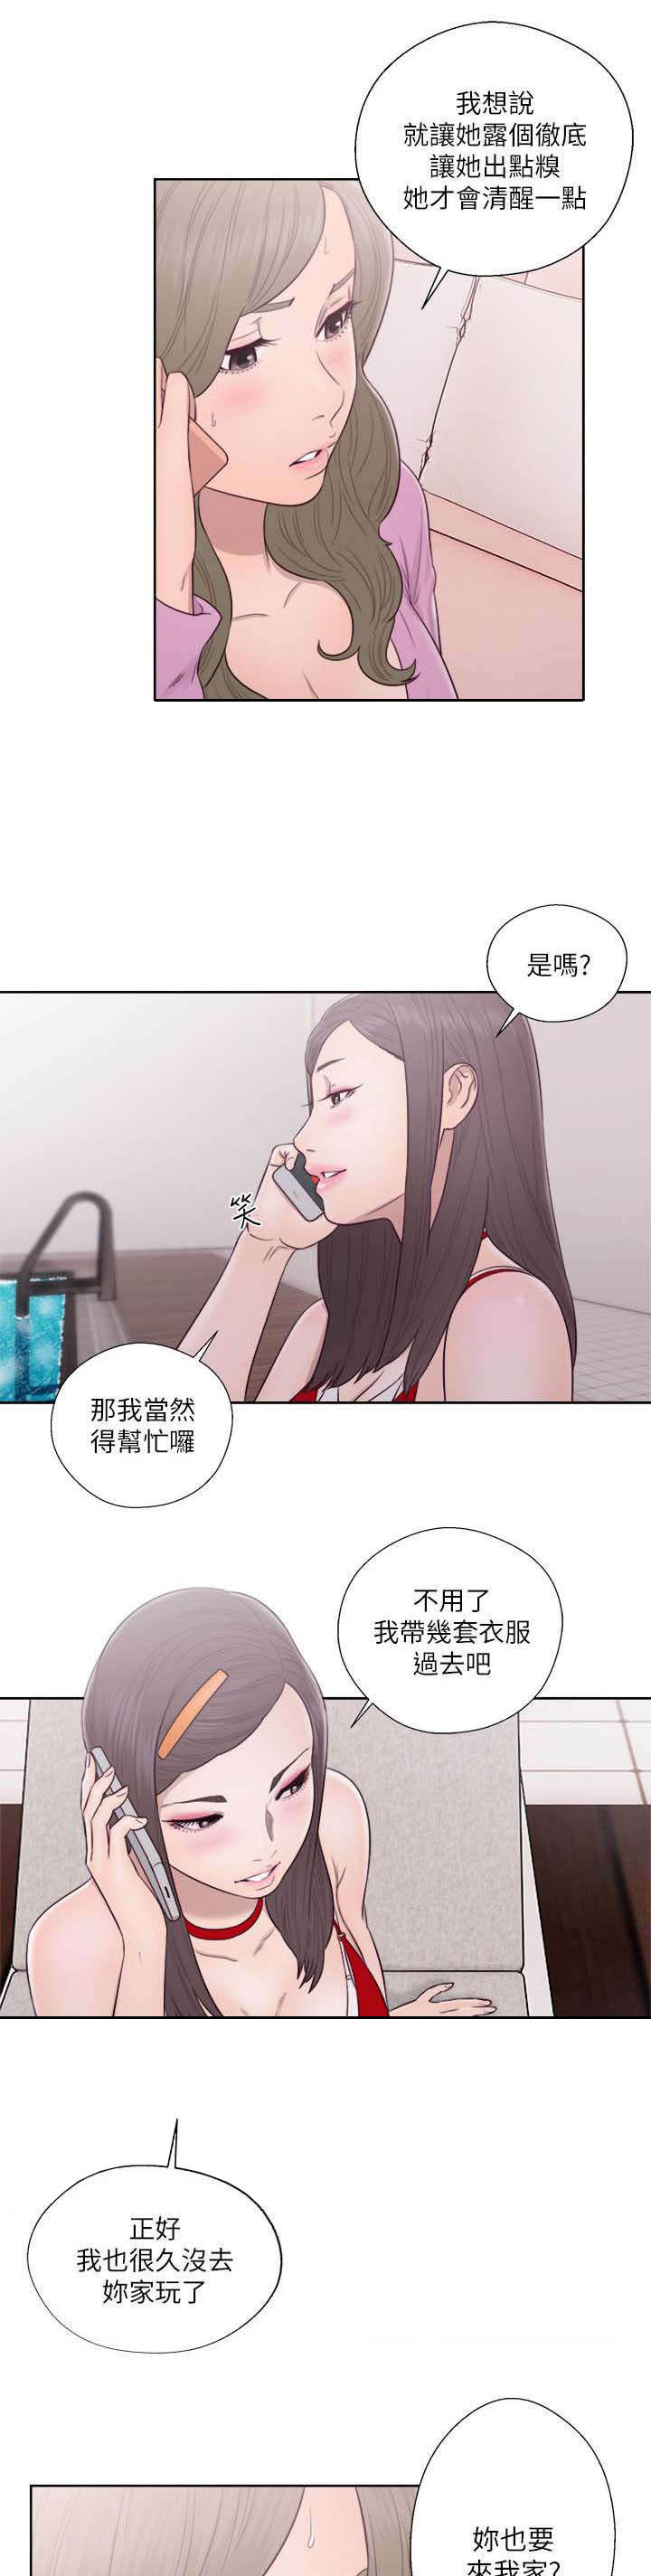 我想說
就讓她露個徹底
讓她出點糗
她才會清醒一點
是嗎?
笑
那我當然
得幫忙囉
不用了
我帶幾套衣服
過去吧
正好
我也很久沒去
妳家玩了
妳也要
來我家?